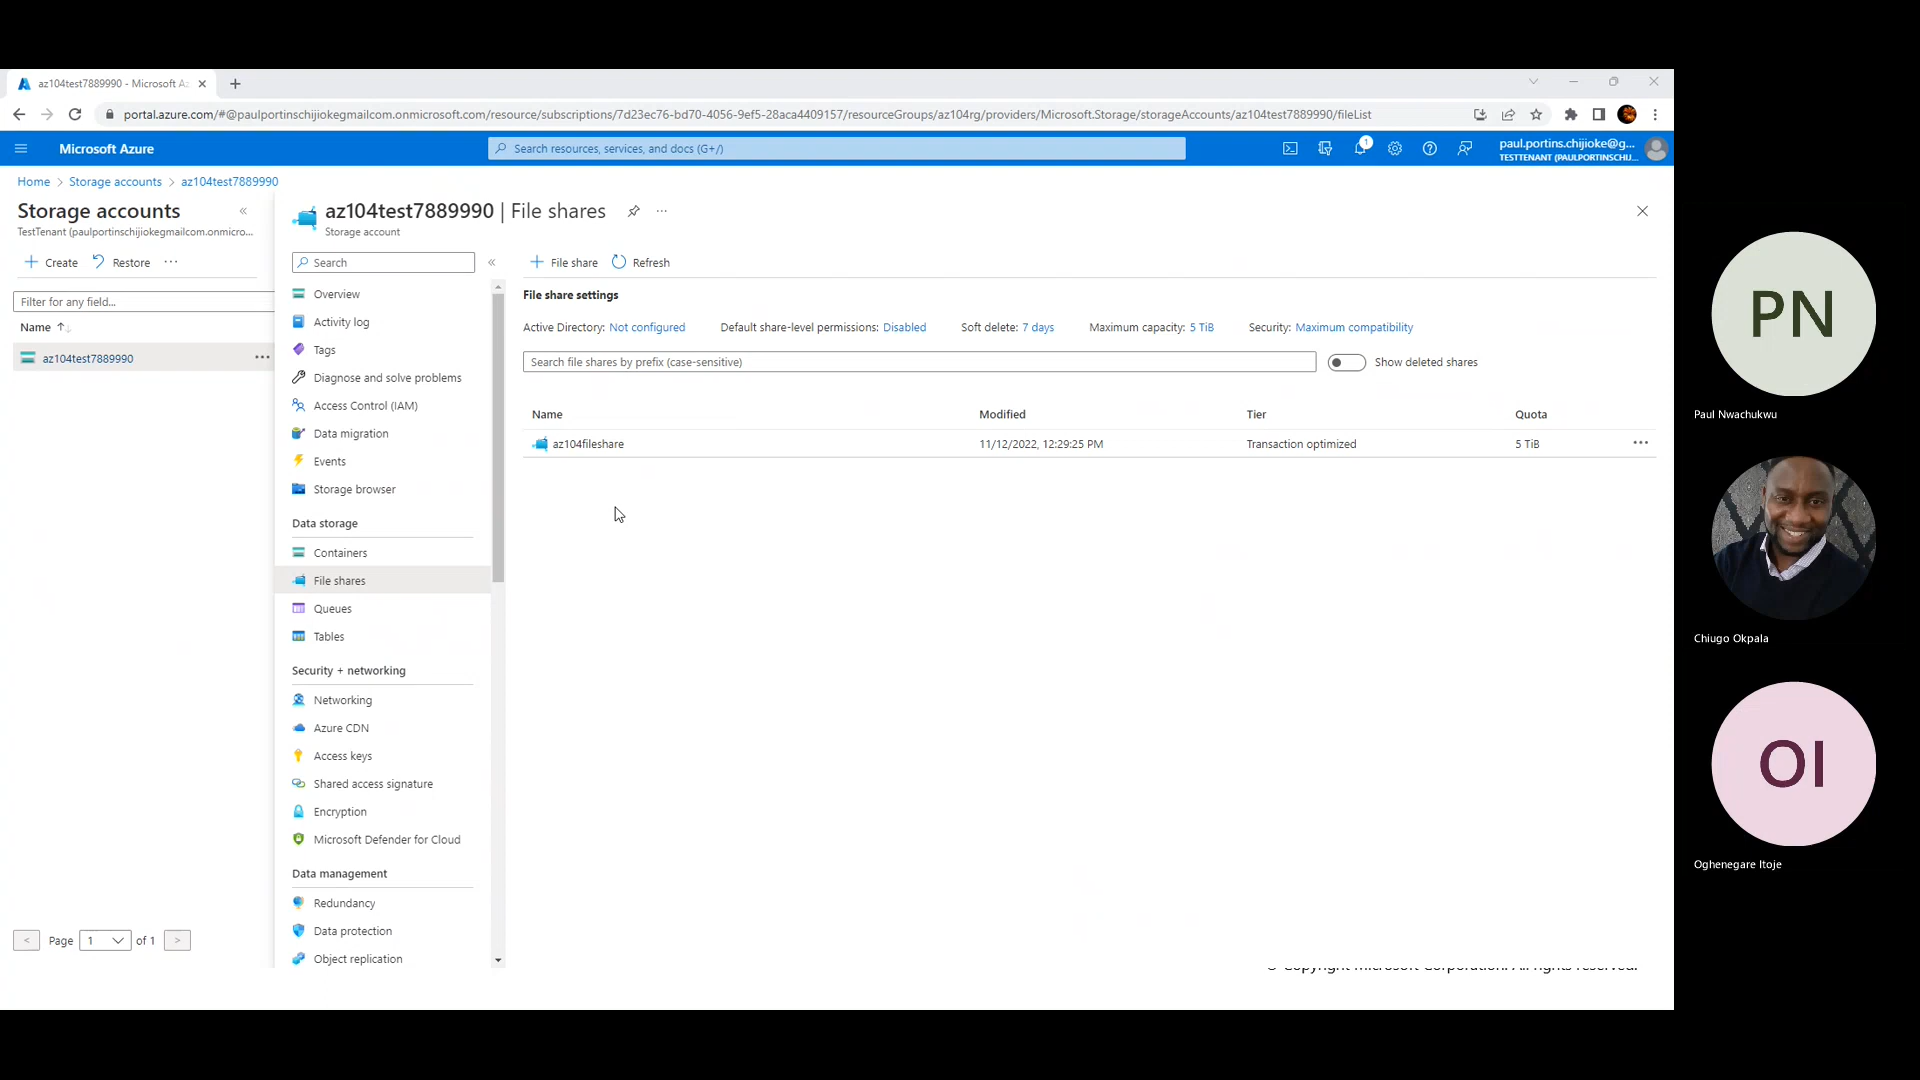 az104test7889990 - Microsoft Az
portal.azure.com/#@paulportinschijiokegmailcom.onmicrosoft.com/resource/subscriptions/7d23ec76-bd70-4056-9ef5-28aca4409157/resourceGroups/az104rg/providers/Microsoft.Storage/storageAccounts/az104test7889990/fileList
Microsoft Azure
Search resources, services, and docs (G+/)
1
paul.portins.chijioke@g...
TESTTENANT (PAULPORTINSCHIJ...
Home > Storage accounts > az104test7889990
Storage accounts
TestTenant (paulportinschijiokegmailcom.onmicro...
Create Restore ...
Filter for any field...
Name
az104test7889990 ...
Page 1 of 1
az104test7889990 | File shares ...
Storage account
Search
Overview
Activity log
Tags
Diagnose and solve problems
Access Control (IAM)
Data migration
Events
Storage browser
Data storage
Containers
File shares
Queues
Tables
Security + networking
Networking
Azure CDN
Access keys
Shared access signature
Encryption
Microsoft Defender for Cloud
Data management
Redundancy
Data protection
Object replication
File share Refresh
File share settings
Active Directory: Not configured Default share-level permissions: Disabled Soft delete: 7 days Maximum capacity: 5 TiB Security: Maximum compatibility
Search file shares by prefix (case-sensitive) Show deleted shares
Name Modified Tier Quota
az104fileshare 11/12/2022, 12:29:25 PM Transaction optimized 5 TiB ...
© Copyright Microsoft Corporation. All rights reserved.
PN
Paul Nwachukwu
Chiugo Okpala
OI
Oghenegare Itoje